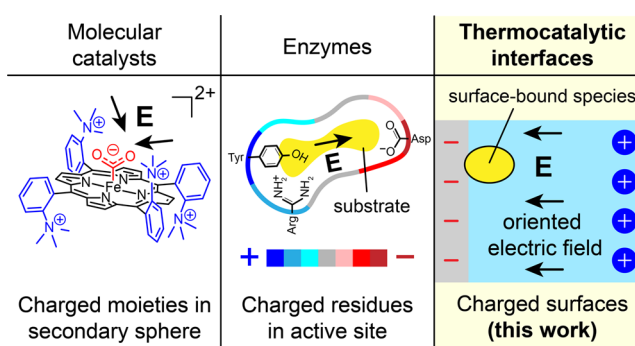 Molecular
catalysts
Enzymes
Thermocatalytic
interfaces
E
2+
N
+
O
−
O
Fe
N
N
N
N
N
+
N
+
N
+
Tyr
OH
E
O
−O
Asp
NH2
+
NH2
Arg
substrate
+
−
surface-bound species
−
−
−
−
E
oriented
electric field
+
+
+
+
Charged moieties in
secondary sphere
Charged residues
in active site
Charged surfaces
(this work)